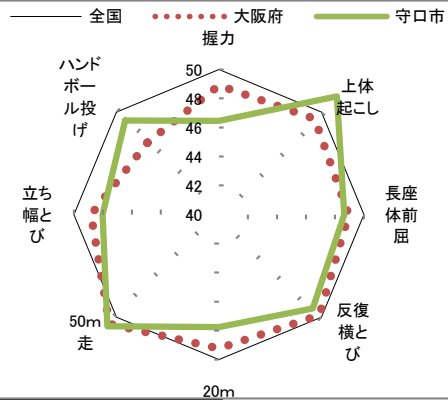 全国 大阪府 守口市
握力
50
48
46
44
42
40
上体
起こし
長座
体前
屈
反復
横と
び
20m
50m
走
立ち
幅と
び
ハンド
ボー
ル投
げ